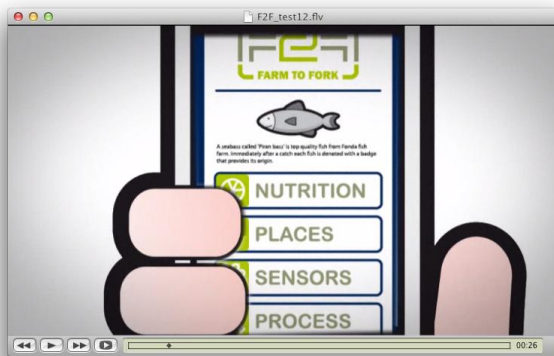 F2F_test12.flv
F2F
FARM TO FORK
A seabass called 'Piran bass' is top quality fish from Fonda fish
farm. Immediately after a catch each fish is denoted with a badge
that provides its origin.
NUTRITION
PLACES
SENSORS
PROCESS
00:26